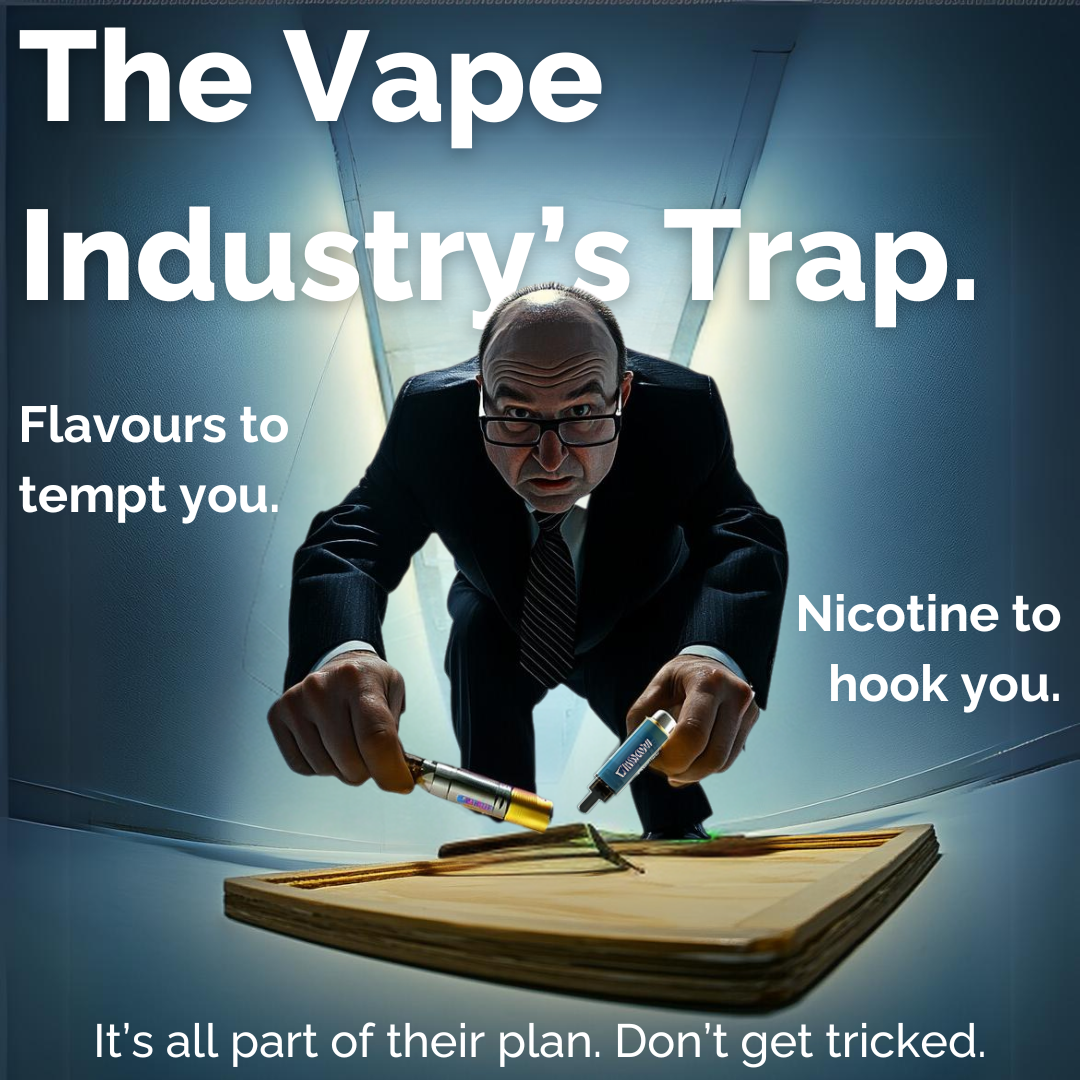 The Vape
Industry's Trap.
Flavours to
tempt you.
Nicotine to
hook you.
It's all part of their plan. Don't get tricked.